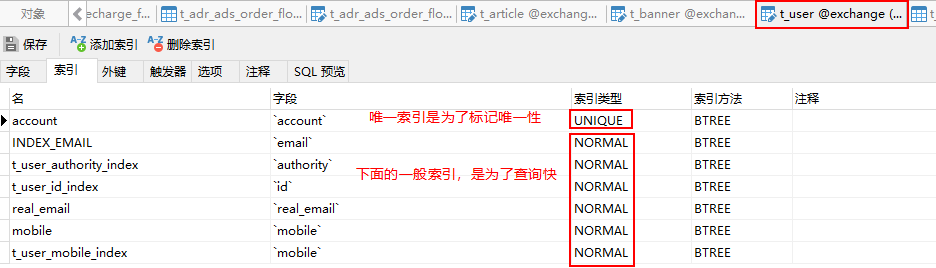 对象 echarge_f... t_adr_ads_order_flo... t_adr_ads_order_flo... t_article @exchang... t_banner @exchan... t_user @exchange (... t_
保存 添加索引 删除索引
字段 索引 外键 触发器 选项 注释 SQL 预览
名 字段 索引类型 索引方法 注释
account `account` 唯一索引是为了标记唯一性 UNIQUE BTREE
INDEX_EMAIL `email` NORMAL BTREE
t_user_authority_index `authority` NORMAL BTREE
下面的一般索引，是为了查询快
t_user_id_index `id` NORMAL BTREE
real_email `real_email` NORMAL BTREE
mobile `mobile` NORMAL BTREE
t_user_mobile_index `mobile` NORMAL BTREE